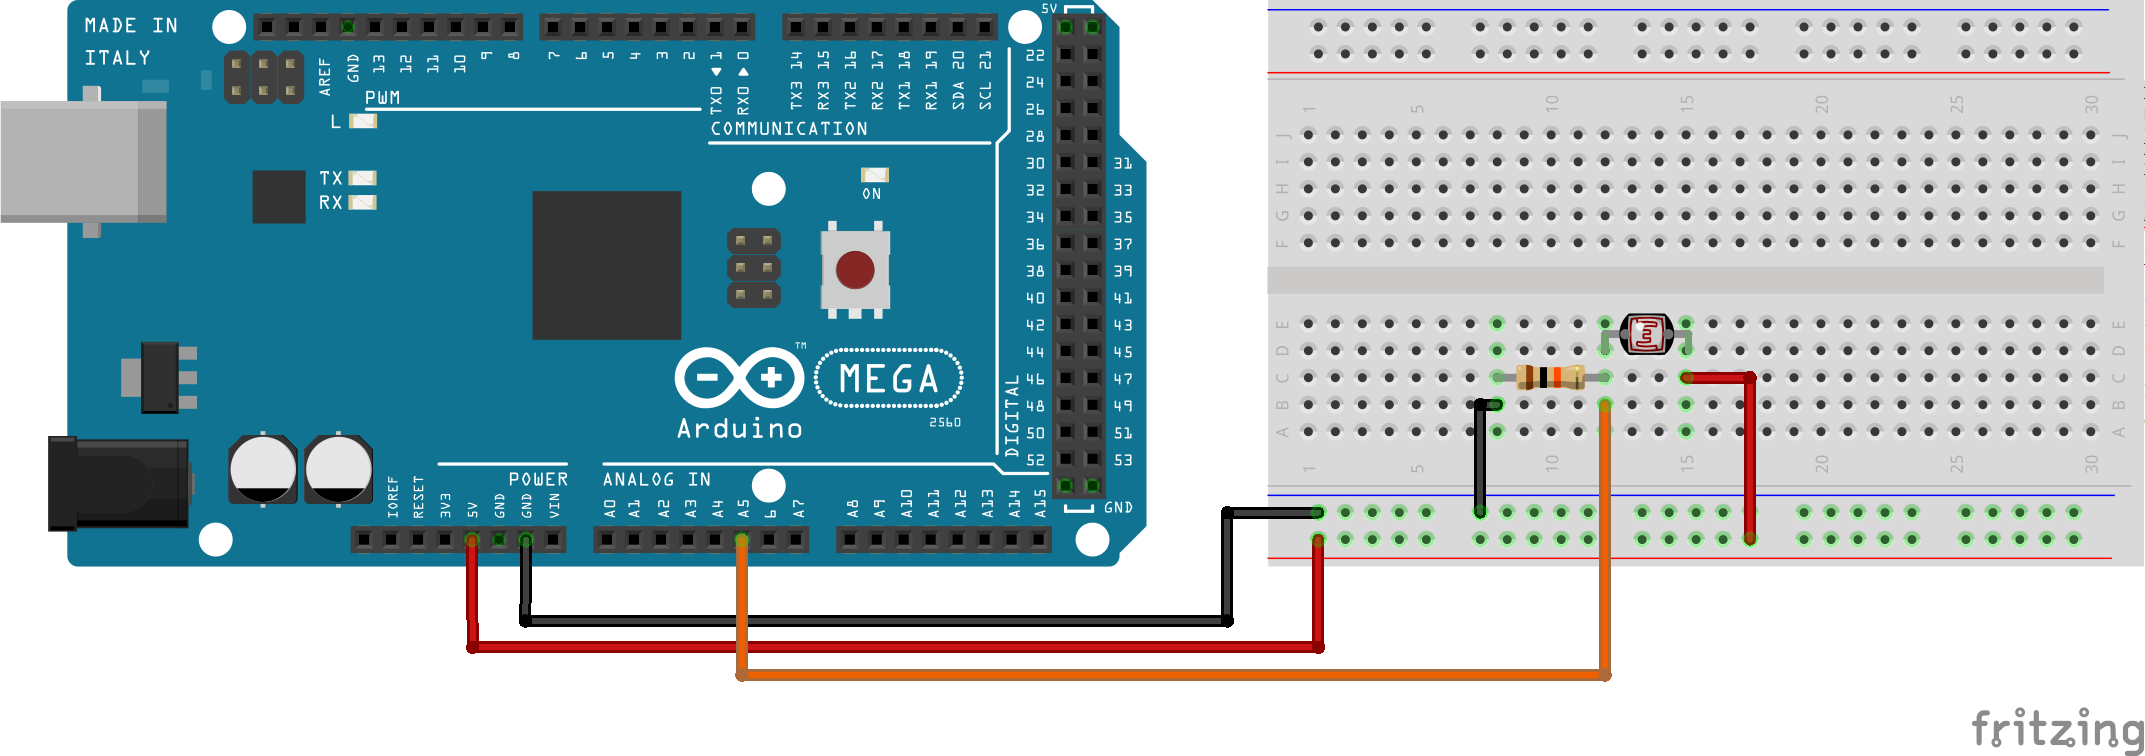 MADE IN
ITALY
AREF
GND
13
12
11
10
9
8
7
6
5
4
3
2
TX0 1
RX0 0
TX3 14
RX3 15
TX2 16
RX2 17
TX1 18
RX1 19
SDA 20
SCL 21
5V
PWM
COMMUNICATION
L
TX
RX
ON
22
24
26
28
30 31
32 33
34 35
36 37
38 39
40 41
42 43
44 45
46 47
48 49
50 51
52 53
GND
DIGITAL
TM
MEGA
Arduino
2560
POWER
ANALOG IN
IOREF
RESET
3V3
5V
GND
GND
VIN
A0
A1
A2
A3
A4
A5
6
A7
A8
A9
A10
A11
A12
A13
A14
A15
1 5 10 15 20 25 30
J J
I I
H H
G G
F F
E E
D D
C C
B B
A A
1 5 10 15 20 25 30
fritzing